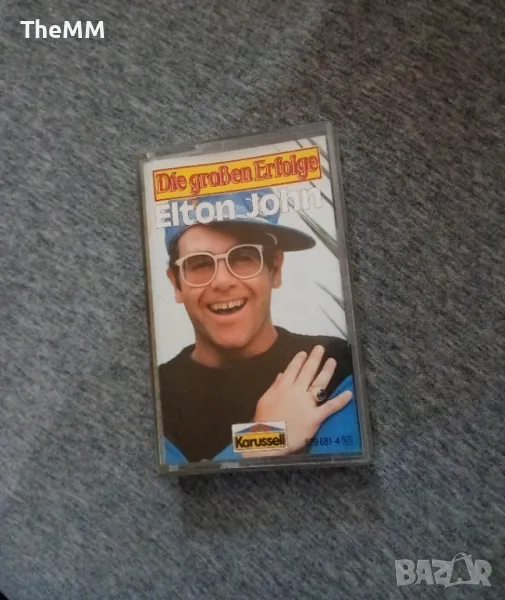 TheMM
Die großen Erfolge
Elton John
Karussell
BAZAR